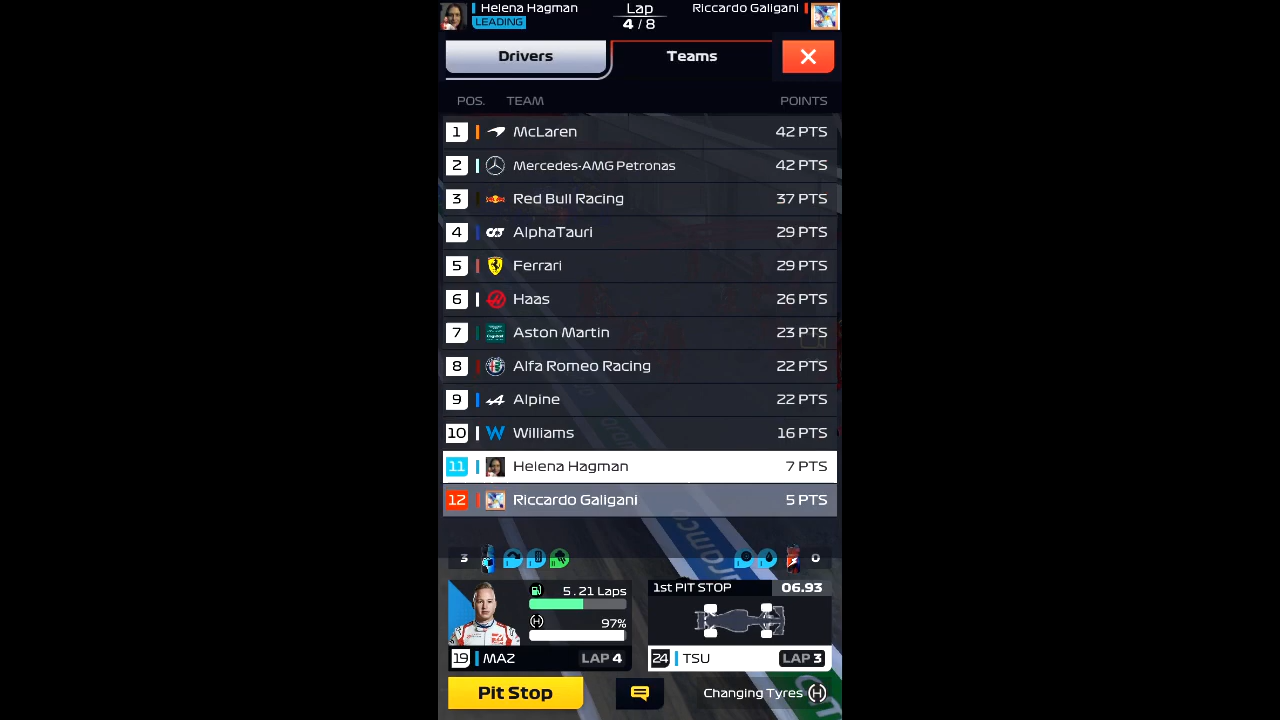 Helena Hagman
LEADING
Lap
4 / 8
Riccardo Galigani
Drivers
Teams
POS. TEAM POINTS
1 McLaren 42 PTS
2 Mercedes-AMG Petronas 42 PTS
3 Red Bull Racing 37 PTS
4 AlphaTauri 29 PTS
5 Ferrari 29 PTS
6 Haas 26 PTS
7 Aston Martin 23 PTS
8 Alfa Romeo Racing 22 PTS
9 Alpine 22 PTS
10 Williams 16 PTS
11 Helena Hagman 7 PTS
12 Riccardo Galigani 5 PTS
3 0
5.21 Laps
H 97%
19 MAZ LAP 4
1st PIT STOP 06.93
24 TSU LAP 3
Pit Stop
Changing Tyres H
aramco